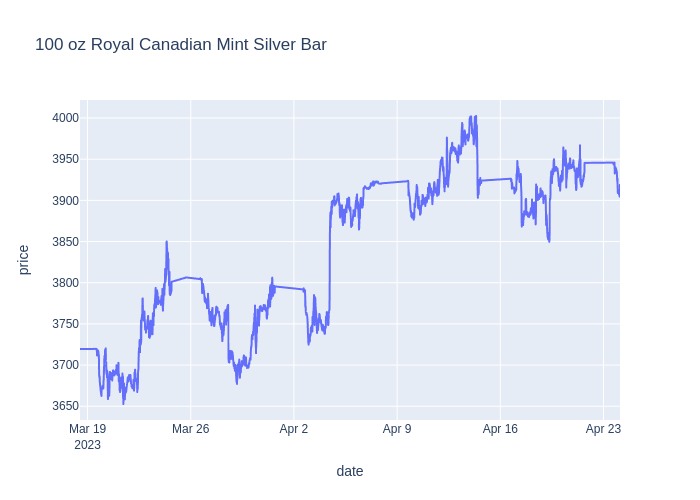 100 oz Royal Canadian Mint Silver Bar
4000
3950
3900
3850
3800
3750
3700
3650
price
Mar 19
2023
Mar 26
Apr 2
Apr 9
Apr 16
Apr 23
date